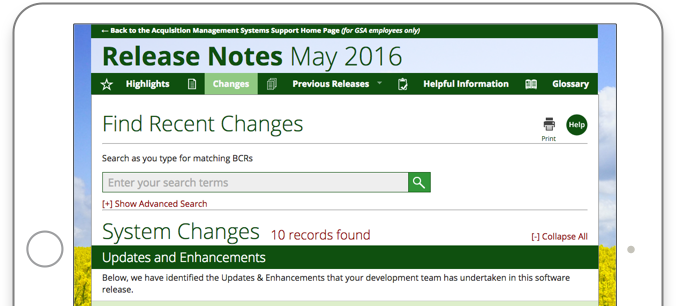 ← Back to the Acquisition Management Systems Support Home Page (for GSA employees only)
Release Notes May 2016
Highlights Changes Previous Releases Helpful Information Glossary
Find Recent Changes
Print
Help
Search as you type for matching BCRs
Enter your search terms
[+] Show Advanced Search
System Changes 10 records found
[-] Collapse All
Updates and Enhancements
Below, we have identified the Updates & Enhancements that your development team has undertaken in this software
release.